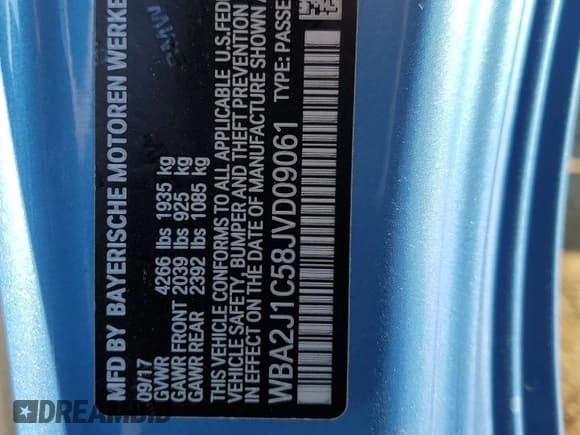 MFD BY BAYERISCHE MOTOREN WERKE
09/17
GVWR 4266 lbs 1935 kg
GAWR FRONT 2039 lbs 925 kg
GAWR REAR 2392 lbs 1085 kg
THIS VEHICLE CONFORMS TO ALL APPLICABLE U.S. FEDE
VEHICLE SAFETY, BUMPER AND THEFT PREVENTION
IN EFFECT ON THE DATE OF MANUFACTURE SHOWN A
WBA2J1C58JVD09061 TYPE: PASSE
DREAMBID